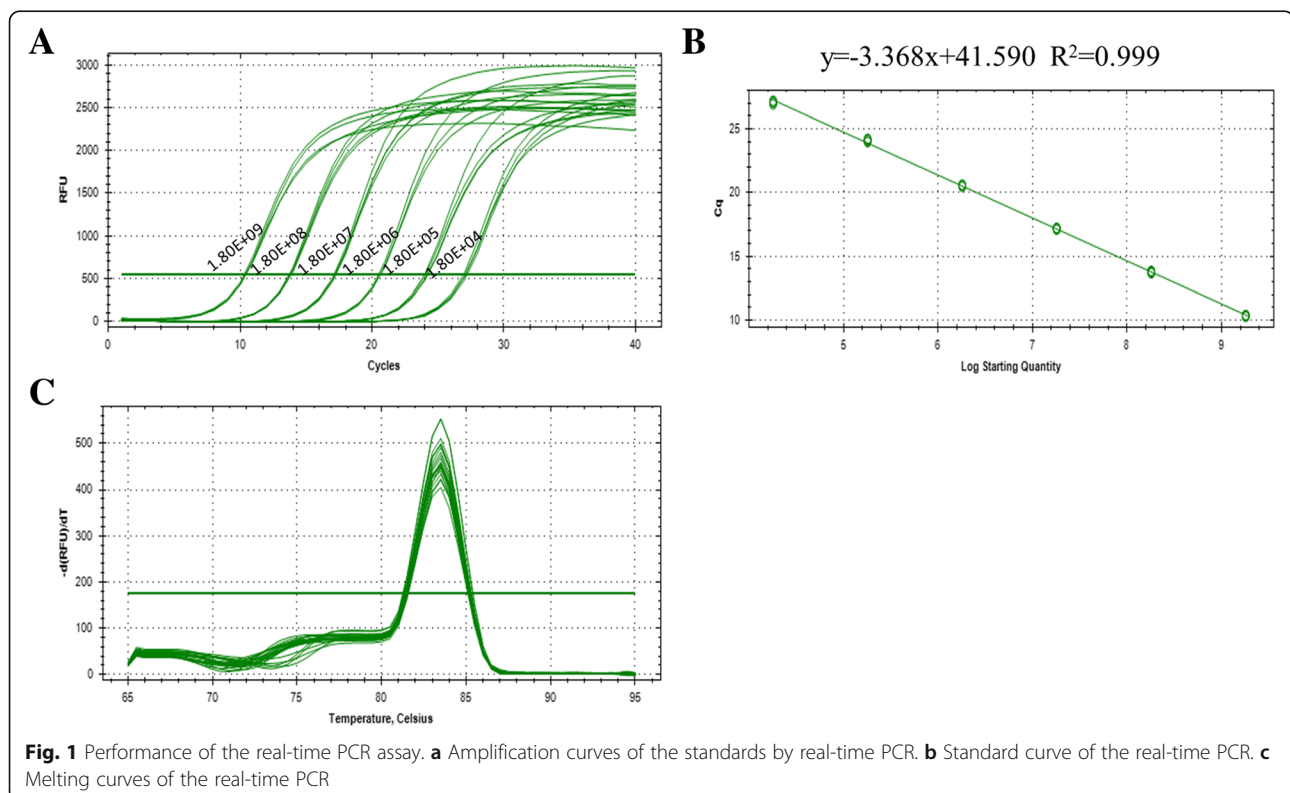 A
3000
2500
2000
1500
1000
500
0
RFU
1.80E+09
1.80E+08
1.80E+07
1.80E+06
1.80E+05
1.80E+04
0 10 20 30 40
Cycles
B
y=-3.368x+41.590 R²=0.999
25
20
15
10
Cq
5 6 7 8 9
Log Starting Quantity
C
500
400
300
200
100
0
-d(RFU)/dT
65 70 75 80 85 90 95
Temperature, Celsius
Fig. 1 Performance of the real-time PCR assay. a Amplification curves of the standards by real-time PCR. b Standard curve of the real-time PCR. c
Melting curves of the real-time PCR